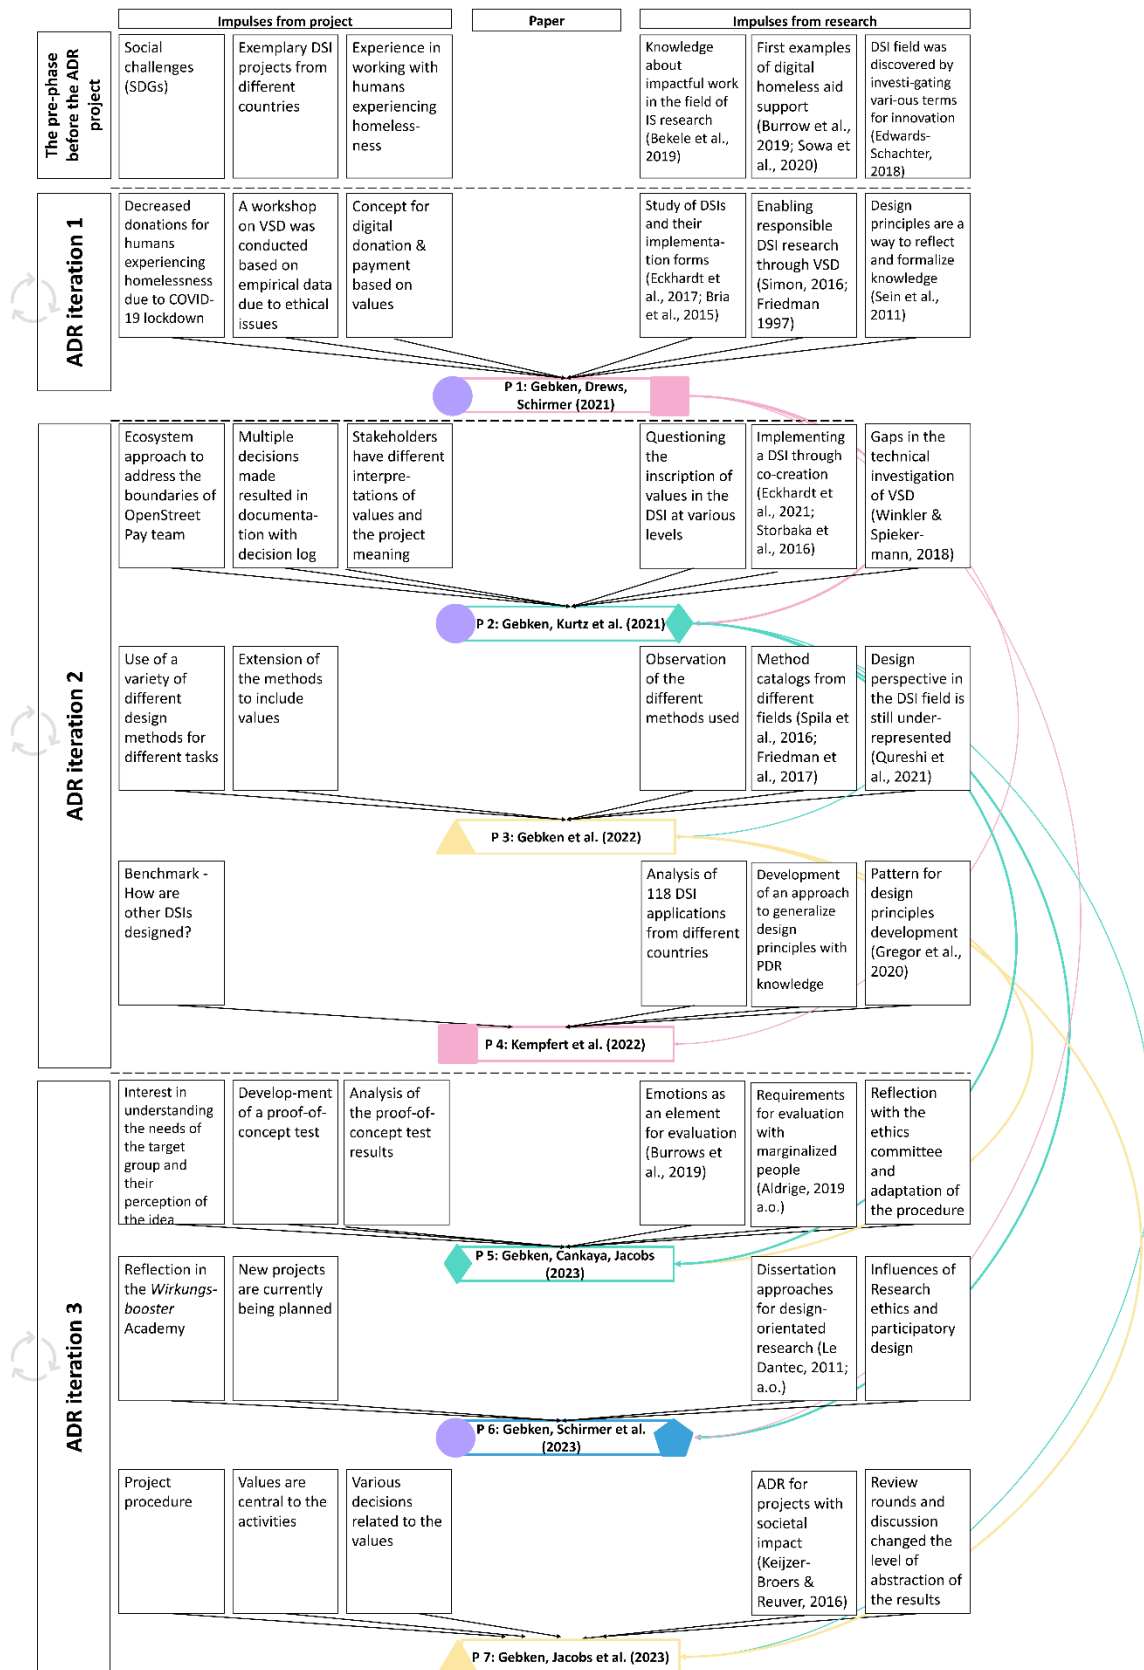 Impulses from project
Paper
Impulses from research
The pre-phase
before the ADR
project
Social
challenges
(SDGs)
Exemplary DSI
projects from
different
countries
Experience in
working with
humans
experiencing
homeless-
ness
Knowledge
about
impactful work
in the field of
IS research
(Bekele et al.,
2019)
First examples
of digital
homeless aid
support
(Burrow et al.,
2019; Sowa et
al., 2020)
DSI field was
discovered by
investi-gating
vari-ous terms
for innovation
(Edwards-
Schachter,
2018)
ADR iteration 1
Decreased
donations for
humans
experiencing
homelessness
due to COVID-
19 lockdown
A workshop
on VSD was
conducted
based on
empirical data
due to ethical
issues
Concept for
digital
donation &
payment
based on
values
Study of DSIs
and their
implementa-
tion forms
(Eckhardt et
al., 2017; Bria
et al., 2015)
Enabling
responsible
DSI research
through VSD
(Simon, 2016;
Friedman
1997)
Design
principles are a
way to reflect
and formalize
knowledge
(Sein et al.,
2011)
P 1: Gebken, Drews,
Schirmer (2021)
ADR iteration 2
Ecosystem
approach to
address the
boundaries of
OpenStreet
Pay team
Multiple
decisions
made
resulted in
documenta-
tion with
decision log
Stakeholders
have different
interpre-
tations of
values and
the project
meaning
Questioning
the
inscription of
values in the
DSI at various
levels
Implementing
a DSI through
co-creation
(Eckhardt et
al., 2021;
Storbaka et
al., 2016)
Gaps in the
technical
investigation
of VSD
(Winkler &
Spieker-
mann, 2018)
P 2: Gebken, Kurtz et al. (2021)
Use of a
variety of
different
design
methods for
different tasks
Extension of
the methods
to include
values
Observation
of the
different
methods used
Method
catalogs from
different
fields (Spila et
al., 2016;
Friedman et
al., 2017)
Design
perspective in
the DSI field is
still under-
represented
(Qureshi et
al., 2021)
P 3: Gebken et al. (2022)
Benchmark -
How are
other DSIs
designed?
Analysis of
118 DSI
applications
from different
countries
Development
of an approach
to generalize
design
principles with
PDR
knowledge
Pattern for
design
principles
development
(Gregor et al.,
2020)
P 4: Kempfert et al. (2022)
ADR iteration 3
Interest in
understanding
the needs of
the target
group and
their
perception of
the idea
Develop-ment
of a proof-of-
concept test
Analysis of
the proof-of-
concept test
results
Emotions as
an element
for evaluation
(Burrows et
al., 2019)
Requirements
for evaluation
with
marginalized
people
(Aldrige, 2019
a.o.)
Reflection
with the
ethics
committee
and
adaptation of
the procedure
P 5: Gebken, Cankaya, Jacobs
(2023)
Reflection in
the Wirkungs-
booster
Academy
New projects
are currently
being planned
Dissertation
approaches
for design-
orientated
research (Le
Dantec, 2011;
a.o.)
Influences of
Research
ethics and
participatory
design
P 6: Gebken, Schirmer et al.
(2023)
Project
procedure
Values are
central to the
activities
Various
decisions
related to the
values
ADR for
projects with
societal
impact
(Keijzer-
Broers &
Reuver, 2016)
Review
rounds and
discussion
changed the
level of
abstraction of
the results
P 7: Gebken, Jacobs et al. (2023)